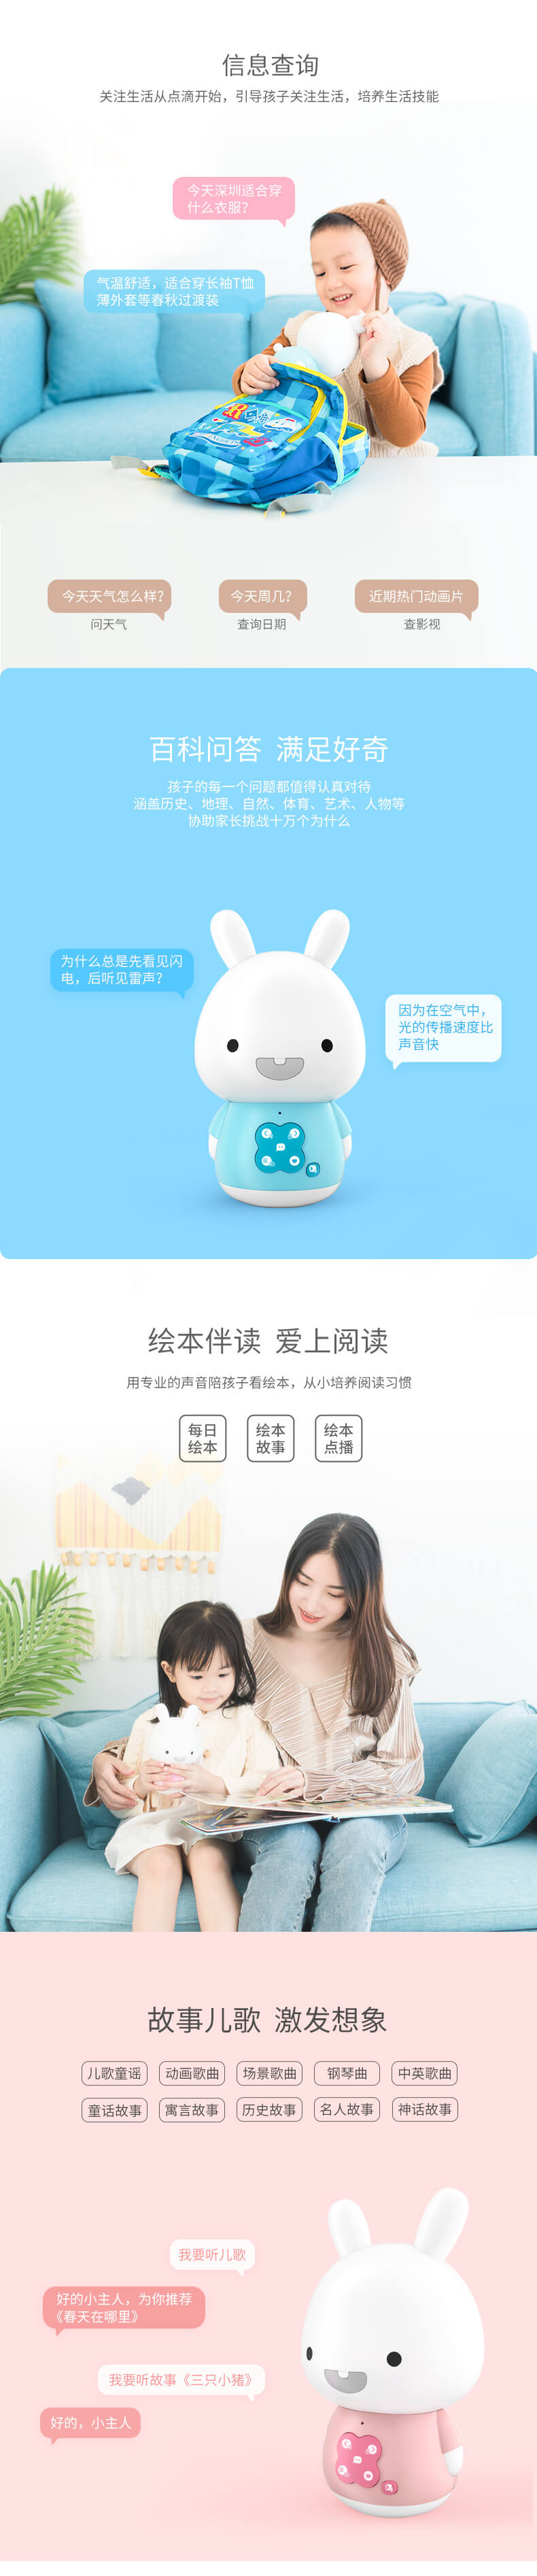 信息查询
关注生活从点滴开始，引导孩子关注生活，培养生活技能
今天深圳适合穿
什么衣服？
气温舒适，适合穿长袖T恤
薄外套等春秋过渡装
今天天气怎么样？
今天周几？
近期热门动画片
问天气
查询日期
查影视
百科问答 满足好奇
孩子的每一个问题都值得认真对待
涵盖历史、地理、自然、体育、艺术、人物等
协助家长挑战十万个为什么
为什么总是先看见闪
电，后听见雷声？
因为在空气中，
光的传播速度比
声音快
绘本伴读 爱上阅读
用专业的声音陪孩子看绘本，从小培养阅读习惯
每日
绘本
绘本
故事
绘本
点播
故事儿歌 激发想象
儿歌童谣
动画歌曲
场景歌曲
钢琴曲
中英歌曲
童话故事
寓言故事
历史故事
名人故事
神话故事
我要听儿歌
好的小主人，为你推荐
《春天在哪里》
我要听故事《三只小猪》
好的，小主人